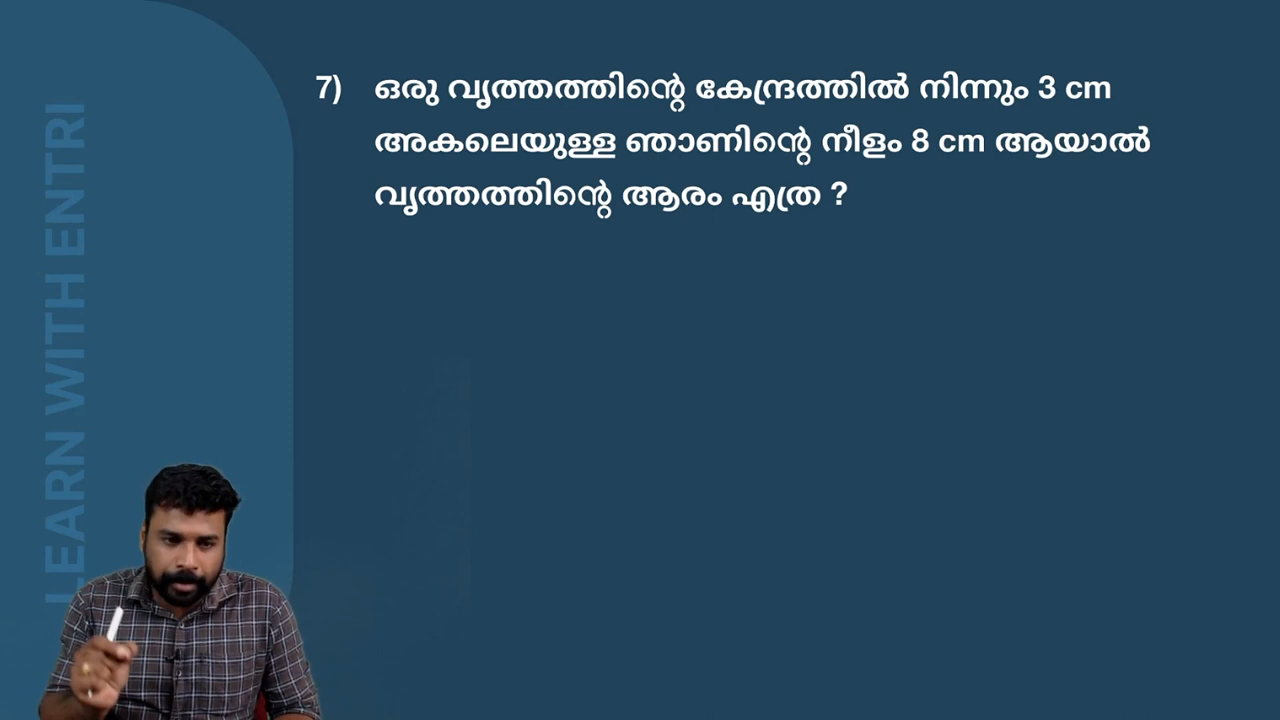 7) ഒരു വൃത്തത്തിന്റെ കേന്ദ്രത്തിൽ നിന്നും 3 cm
അകലെയുള്ള ഞാണിന്റെ നീളം 8 cm ആയാൽ
വൃത്തത്തിന്റെ ആരം എത്ര ?
LEARN WITH ENTRI